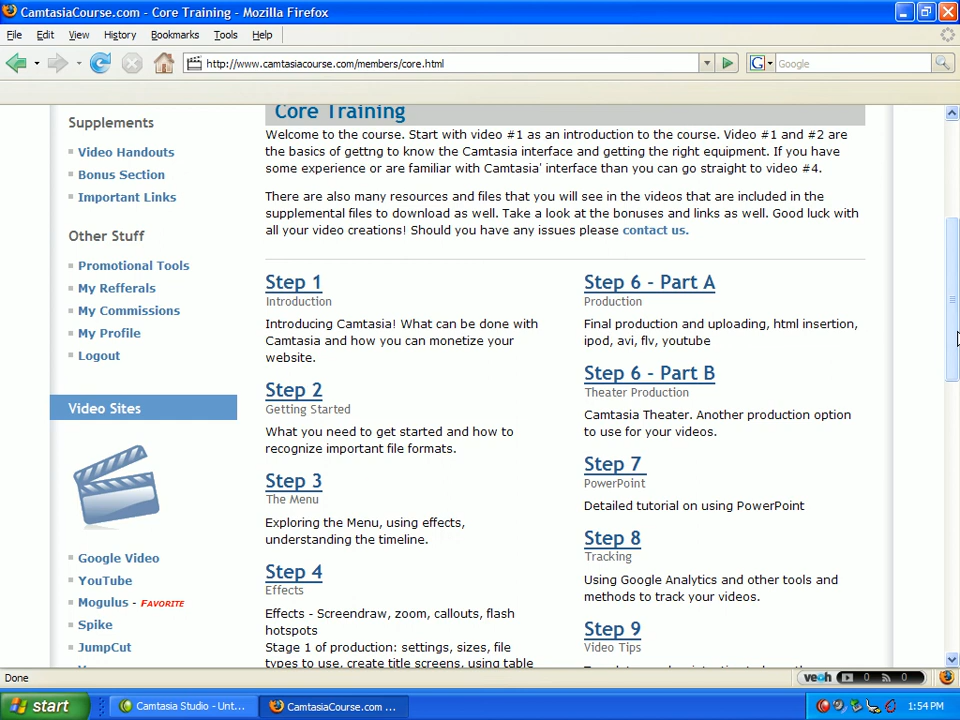 CamtasiaCourse.com - Core Training - Mozilla Firefox
File Edit View History Bookmarks Tools Help
http://www.camtasiacourse.com/members/core.html
G Google
Supplements
Video Handouts
Bonus Section
Important Links
Other Stuff
Promotional Tools
My Refferals
My Commissions
My Profile
Logout
Video Sites
Google Video
YouTube
Mogulus - FAVORITE
Spike
JumpCut
Core Training
Welcome to the course. Start with video #1 as an introduction to the course. Video #1 and #2 are
the basics of gettng to know the Camtasia interface and getting the right equipment. If you have
some experience or are familiar with Camtasia' interface than you can go straight to video #4.
There are also many resources and files that you will see in the videos that are included in the
supplemental files to download as well. Take a look at the bonuses and links as well. Good luck with
all your video creations! Should you have any issues please contact us.
Step 1
Introduction
Introducing Camtasia! What can be done with
Camtasia and how you can monetize your
website.
Step 2
Getting Started
What you need to get started and how to
recognize important file formats.
Step 3
The Menu
Exploring the Menu, using effects,
understanding the timeline.
Step 4
Effects
Effects - Screendraw, zoom, callouts, flash
hotspots
Stage 1 of production: settings, sizes, file
types to use, create title screens, using table
Step 6 - Part A
Production
Final production and uploading, html insertion,
ipod, avi, flv, youtube
Step 6 - Part B
Theater Production
Camtasia Theater. Another production option
to use for your videos.
Step 7
PowerPoint
Detailed tutorial on using PowerPoint
Step 8
Tracking
Using Google Analytics and other tools and
methods to track your videos.
Step 9
Video Tips
Done
veoh 0 0
start Camtasia Studio - Unt... CamtasiaCourse.com ... 1:54 PM